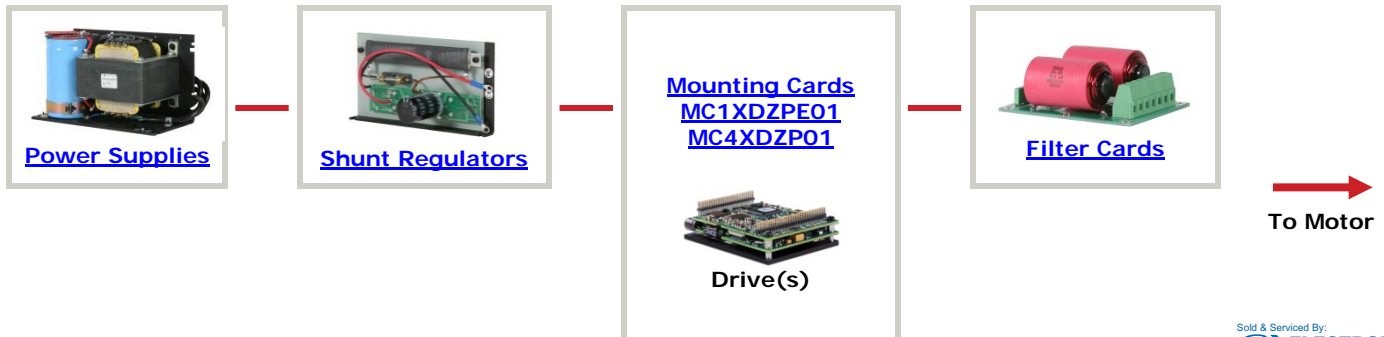 Power Supplies
Shunt Regulators
Mounting Cards
MC1XDZPE01
MC4XDZP01
Drive(s)
Filter Cards
To Motor
Sold & Serviced By: